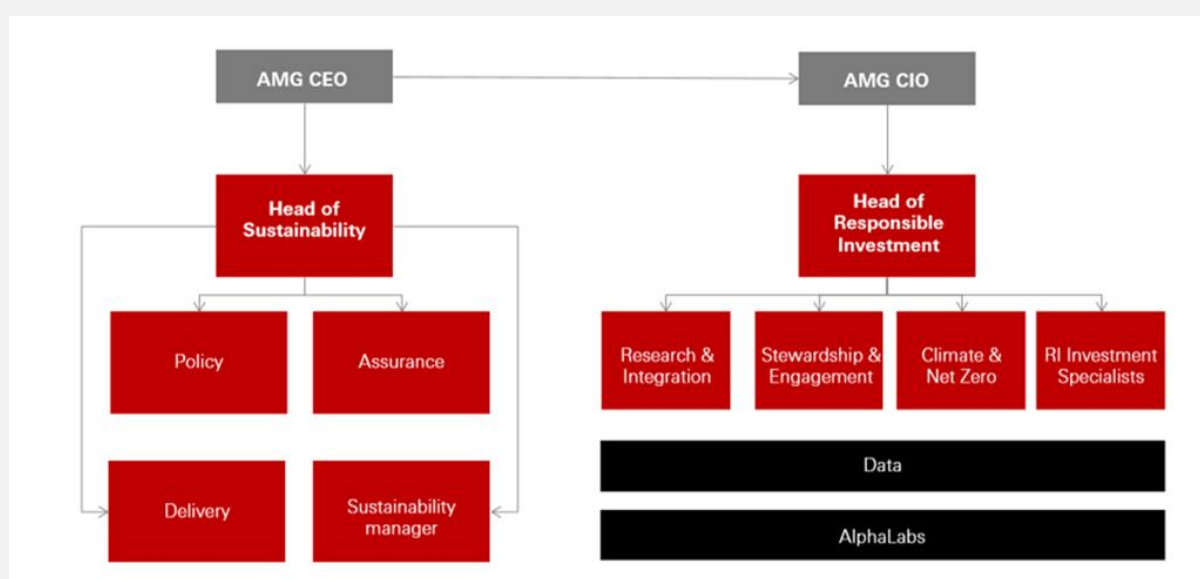 AMG CEO
AMG CIO
Head of
Sustainability
Head of
Responsible
Investment
Policy
Assurance
Research &
Integration
Stewardship &
Engagement
Climate &
Net Zero
RI Investment
Specialists
Data
Delivery
Sustainability
manager
AlphaLabs